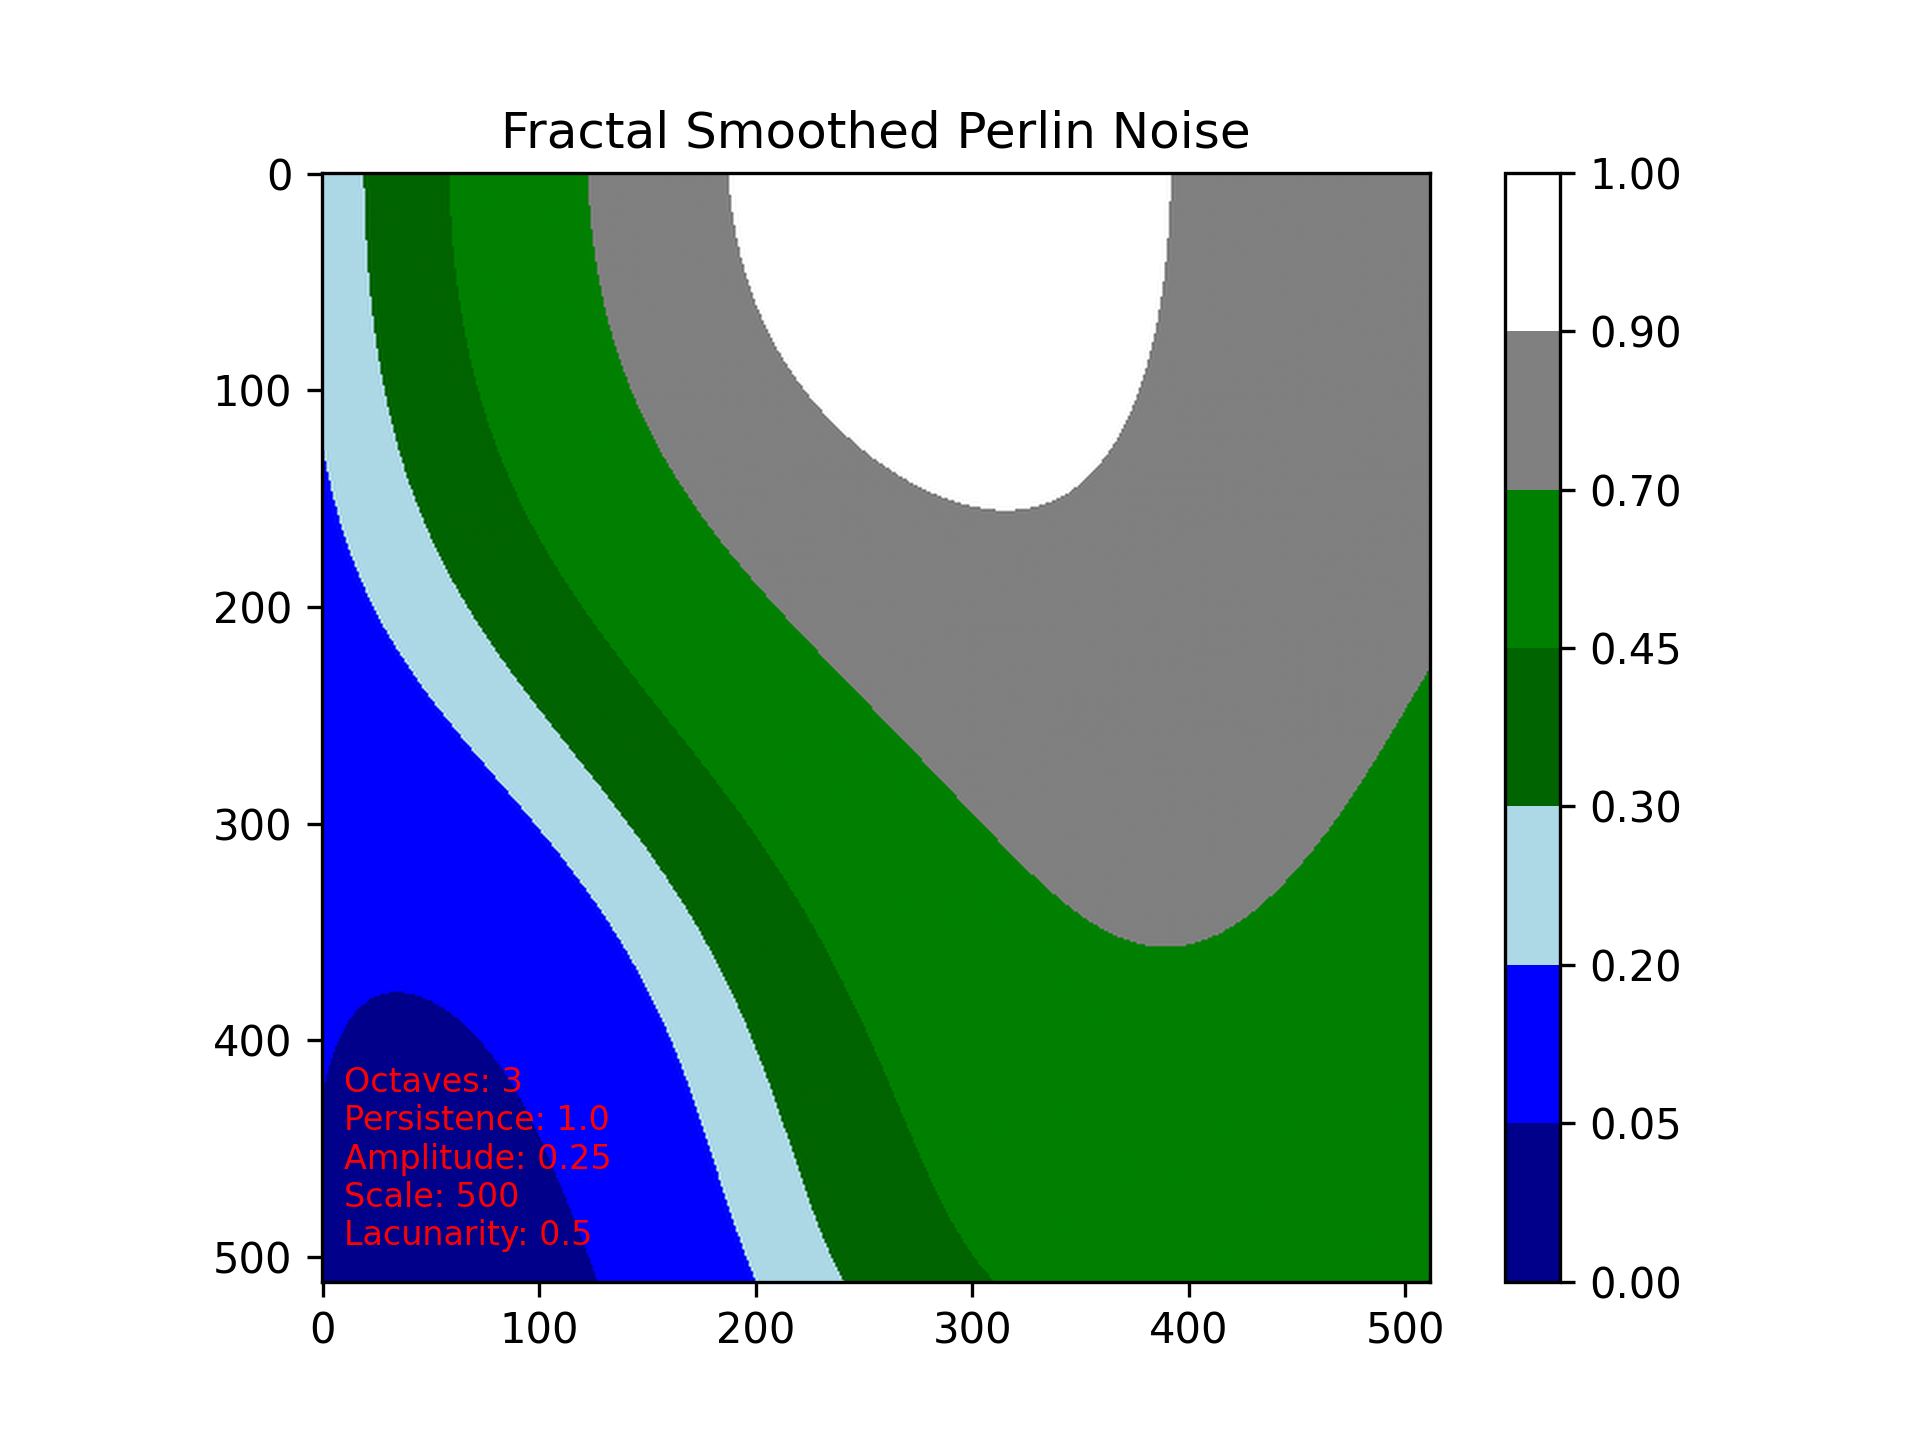 Fractal Smoothed Perlin Noise
0
100
200
300
400
500
Octaves: 3
Persistence: 1.0
Amplitude: 0.25
Scale: 500
Lacunarity: 0.5
0 100 200 300 400 500
1.00
0.90
0.70
0.45
0.30
0.20
0.05
0.00